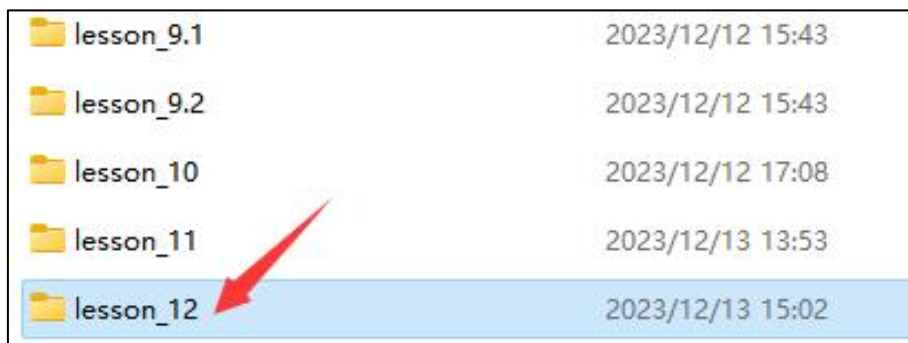 lesson_9.1 2023/12/12 15:43
lesson_9.2 2023/12/12 15:43
lesson_10 2023/12/12 17:08
lesson_11 2023/12/13 13:53
lesson_12 2023/12/13 15:02